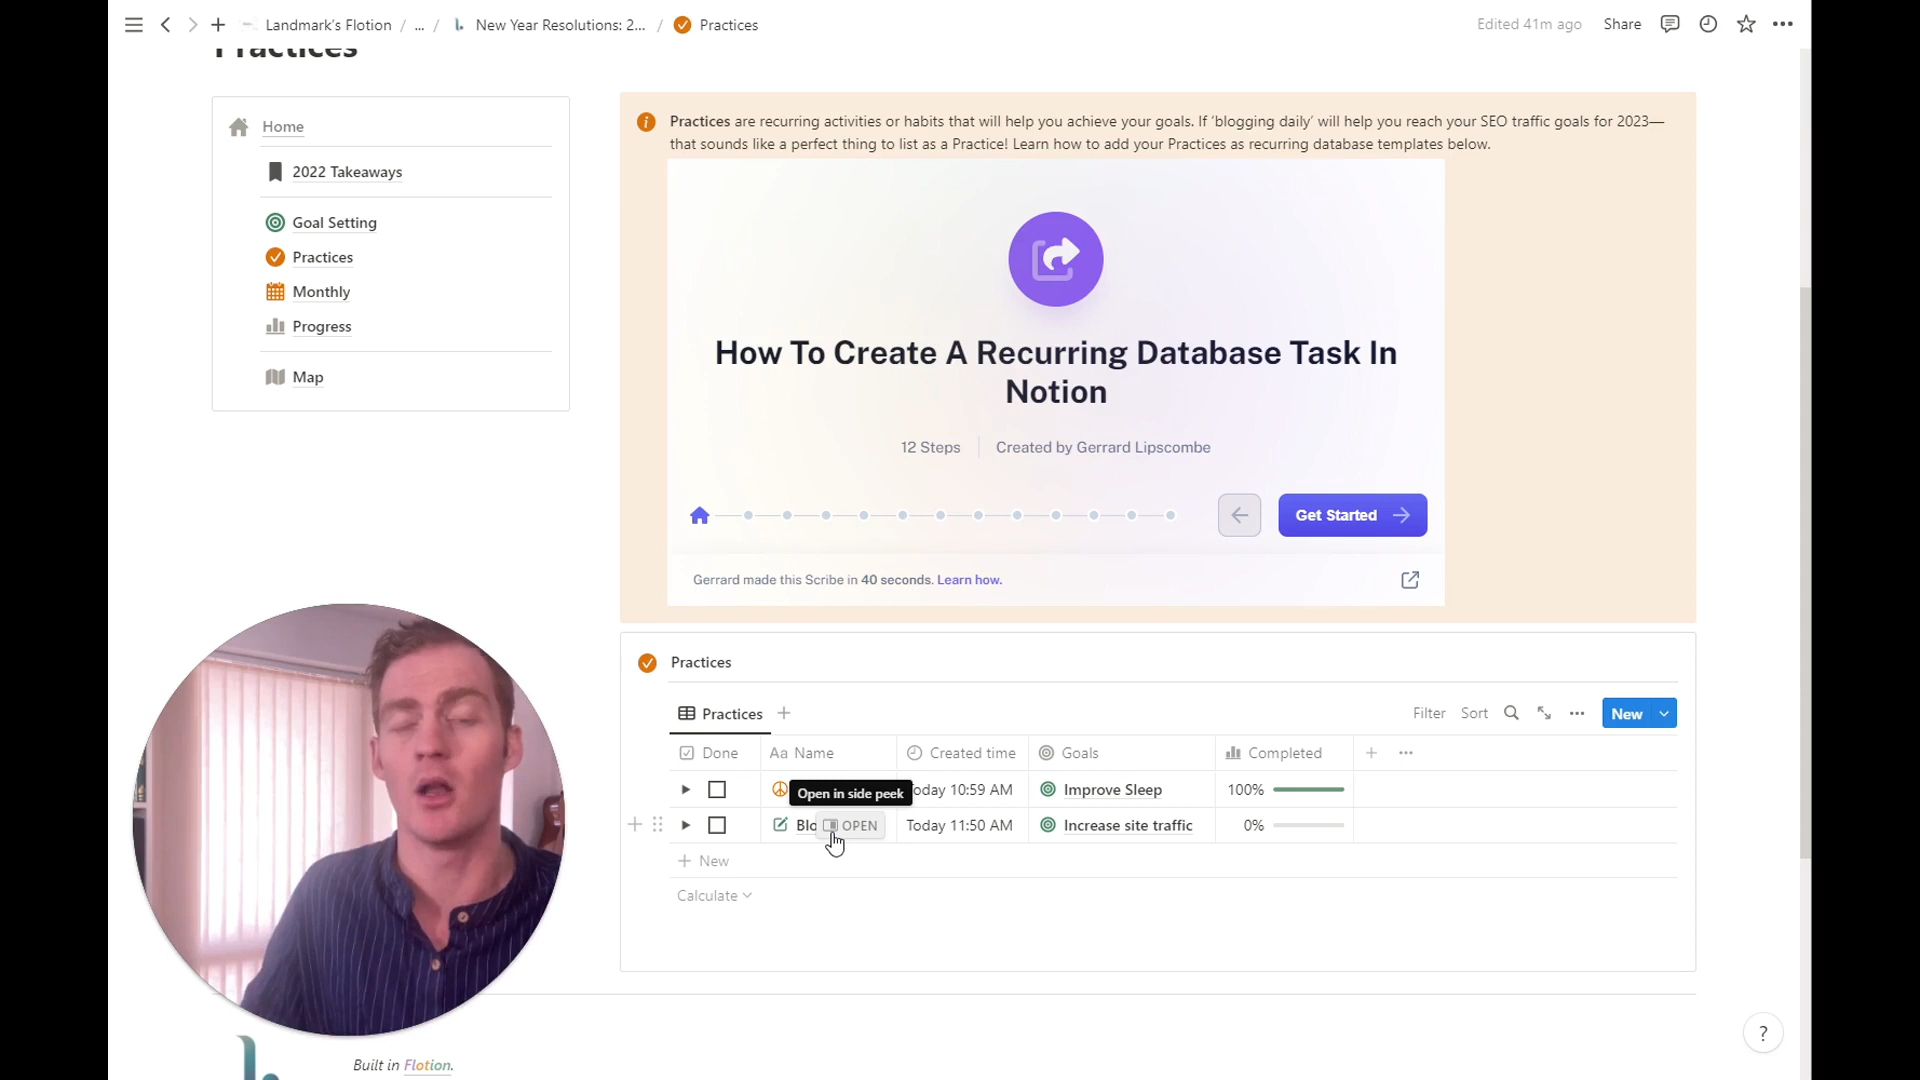 Landmark's Flotion / ... / New Year Resolutions: 2... / Practices
Edited 41m ago Share
Practices
Home
2022 Takeaways
Goal Setting
Practices
Monthly
Progress
Map
Practices are recurring activities or habits that will help you achieve your goals. If 'blogging daily' will help you reach your SEO traffic goals for 2023—
that sounds like a perfect thing to list as a Practice! Learn how to add your Practices as recurring database templates below.
How To Create A Recurring Database Task In
Notion
12 Steps
Created by Gerrard Lipscombe
Get Started
Gerrard made this Scribe in 40 seconds. Learn how.
Practices
Practices
Filter Sort New
Done Aa Name Created time Goals Completed
Open in side peek
oday 10:59 AM Improve Sleep 100%
Blo OPEN Today 11:50 AM Increase site traffic 0%
+ New
Calculate
?
Built in Flotion.